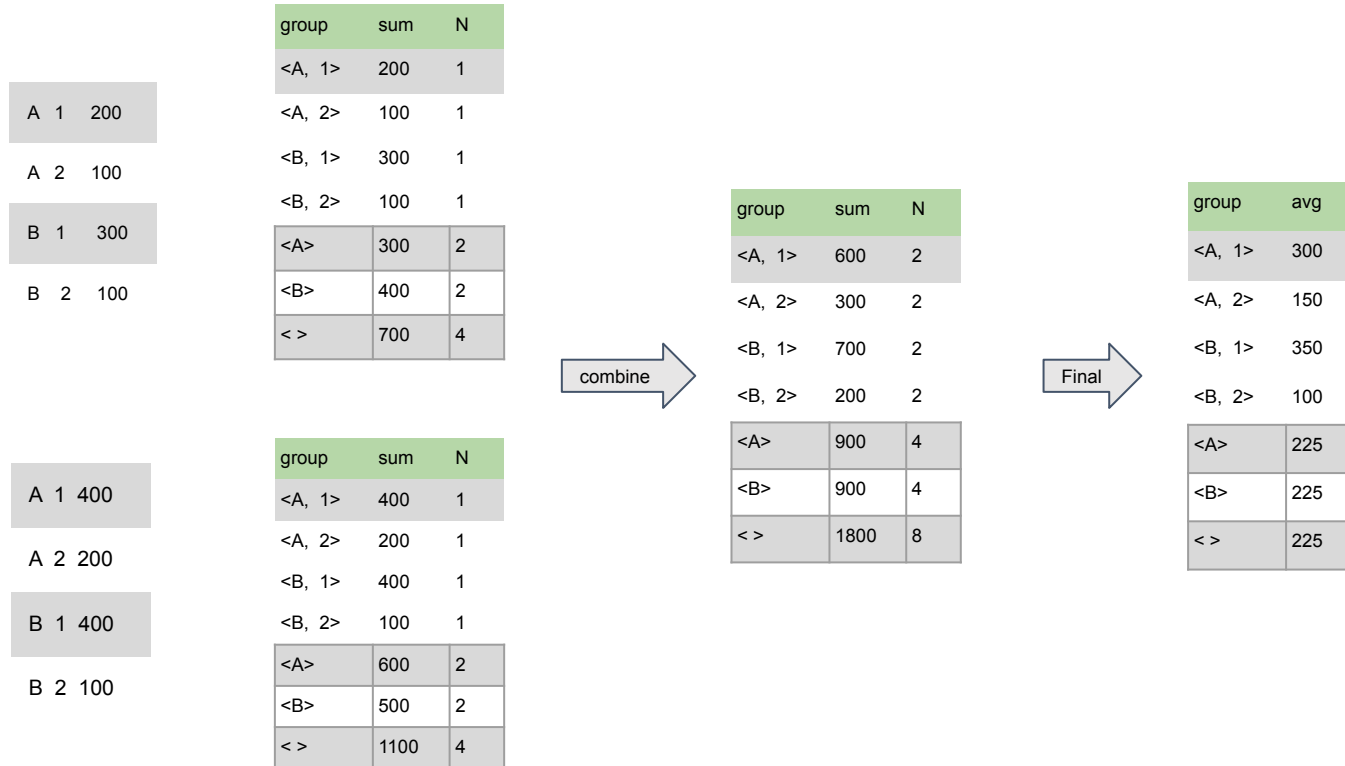 A 1 200
A 2 100
B 1 300
B 2 100
group sum N
<A, 1> 200 1
<A, 2> 100 1
<B, 1> 300 1
<B, 2> 100 1
<A> 300 2
<B> 400 2
< > 700 4
A 1 400
A 2 200
B 1 400
B 2 100
group sum N
<A, 1> 400 1
<A, 2> 200 1
<B, 1> 400 1
<B, 2> 100 1
<A> 600 2
<B> 500 2
< > 1100 4
combine
group sum N
<A, 1> 600 2
<A, 2> 300 2
<B, 1> 700 2
<B, 2> 200 2
<A> 900 4
<B> 900 4
< > 1800 8
Final
group avg
<A, 1> 300
<A, 2> 150
<B, 1> 350
<B, 2> 100
<A> 225
<B> 225
< > 225